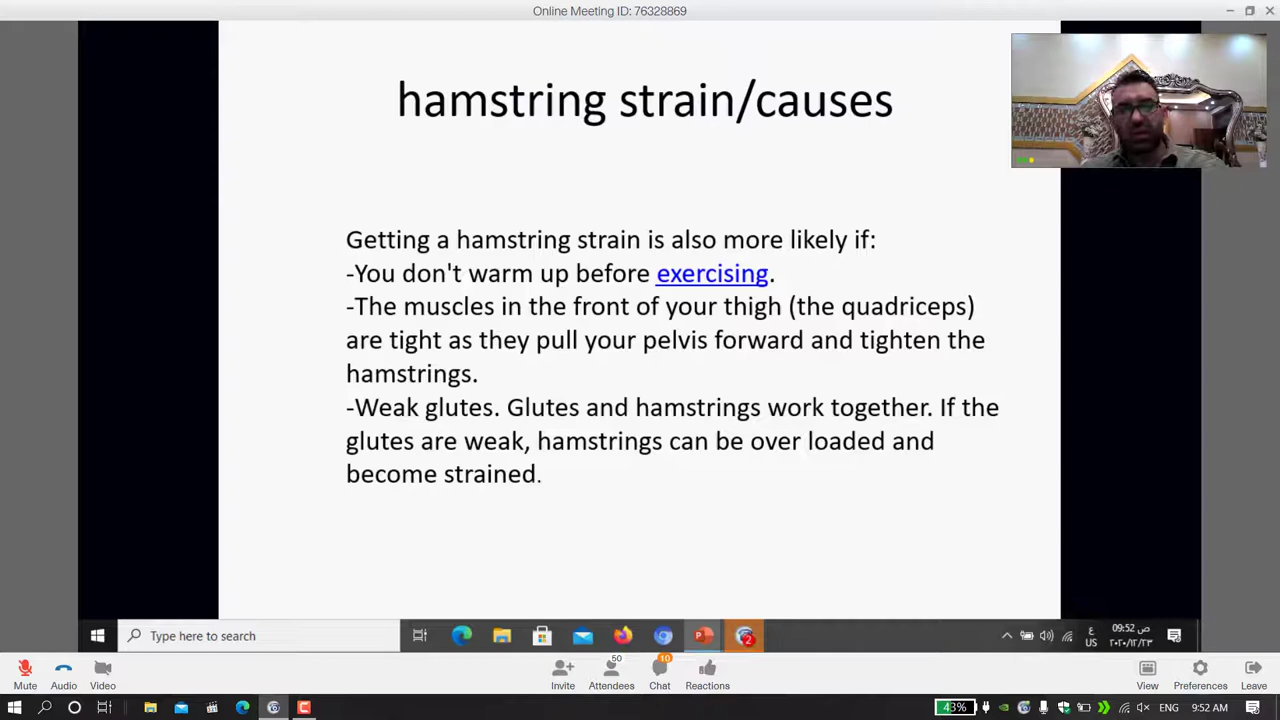 Online Meeting ID: 76328869
hamstring strain/causes
Getting a hamstring strain is also more likely if:
-You don't warm up before exercising.
-The muscles in the front of your thigh (the quadriceps)
are tight as they pull your pelvis forward and tighten the
hamstrings.
-Weak glutes. Glutes and hamstrings work together. If the
glutes are weak, hamstrings can be over loaded and
become strained.
Type here to search
2
ع
US
ص 09:52
٢٠٢٠/١٢/٢٣
Mute
Audio
Video
Invite
50
Attendees
10
Chat
Reactions
View
Preferences
Leave
43%
ENG
9:52 AM